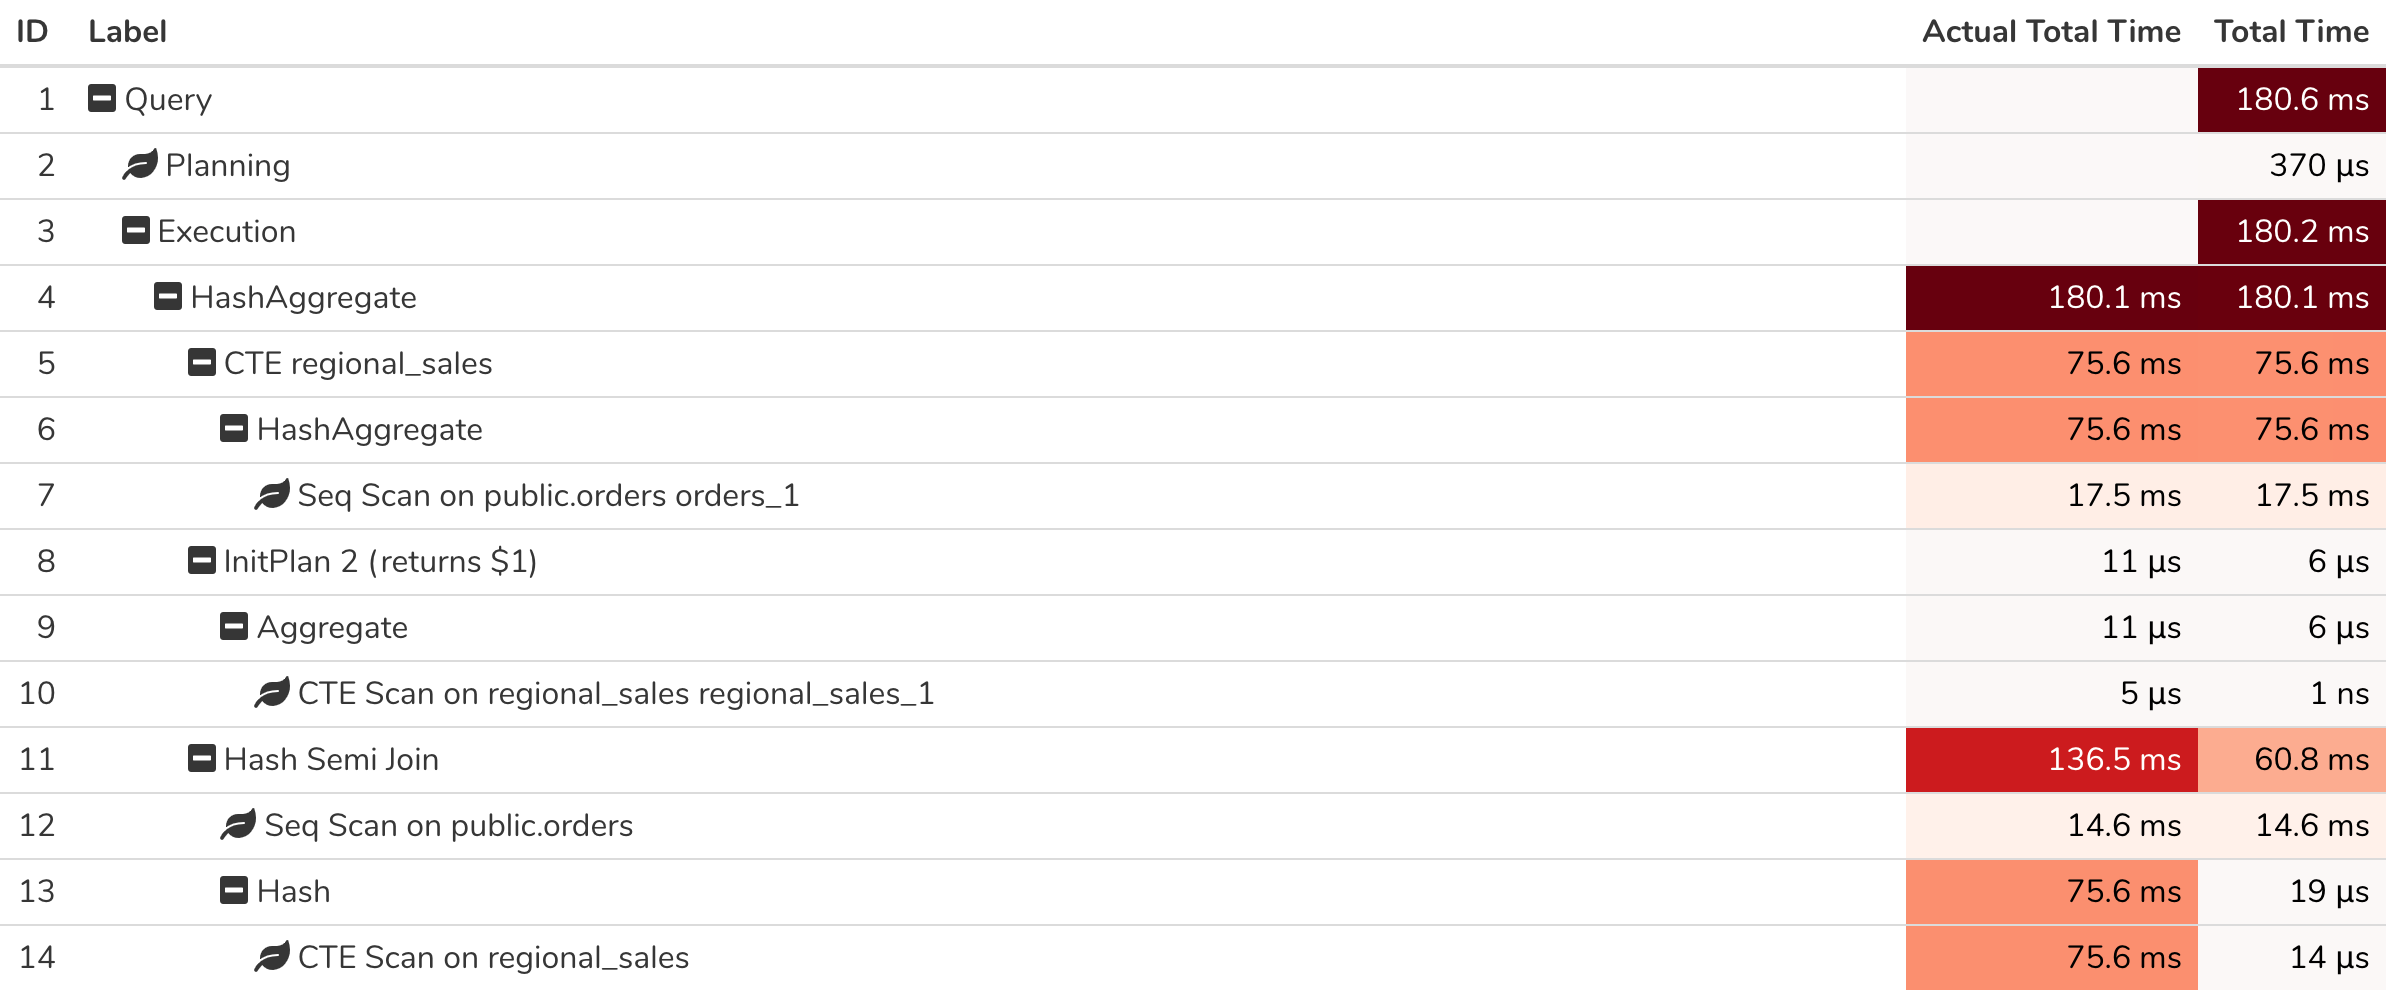 ID Label Actual Total Time Total Time
1 Query 180.6 ms
2 Planning 370 µs
3 Execution 180.2 ms
4 HashAggregate 180.1 ms 180.1 ms
5 CTE regional_sales 75.6 ms 75.6 ms
6 HashAggregate 75.6 ms 75.6 ms
7 Seq Scan on public.orders orders_1 17.5 ms 17.5 ms
8 InitPlan 2 (returns $1) 11 µs 6 µs
9 Aggregate 11 µs 6 µs
10 CTE Scan on regional_sales regional_sales_1 5 µs 1 ns
11 Hash Semi Join 136.5 ms 60.8 ms
12 Seq Scan on public.orders 14.6 ms 14.6 ms
13 Hash 75.6 ms 19 µs
14 CTE Scan on regional_sales 75.6 ms 14 µs